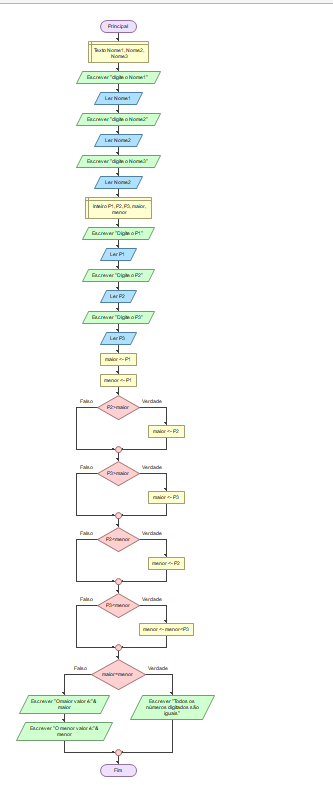 Principal
Texto Nome1, Nome2,
Nome3
Escrever "digite o Nome1"
Ler Nome1
Escrever "digite o Nome2"
Ler Nome2
Escrever "digite o Nome3"
Ler Nome2
Inteiro P1, P2, P3, maior,
menor
Escrever "Digite o P1"
Ler P1
Escrever "Digite o P2"
Ler P2
Escrever "Digite o P3"
Ler P3
maior <- P1
menor <- P1
Falso
Verdade
P2>maior
maior <- P2
Falso
Verdade
P3>maior
maior <- P3
Falso
Verdade
P2<menor
menor <- P2
Falso
Verdade
P3<menor
menor <- menor<P3
Falso
Verdade
maior=menor
Escrever "O maior valor é:" &
maior
Escrever "Todos os
números digitados são
iguais"
Escrever "O menor valor é:" &
menor
Fim